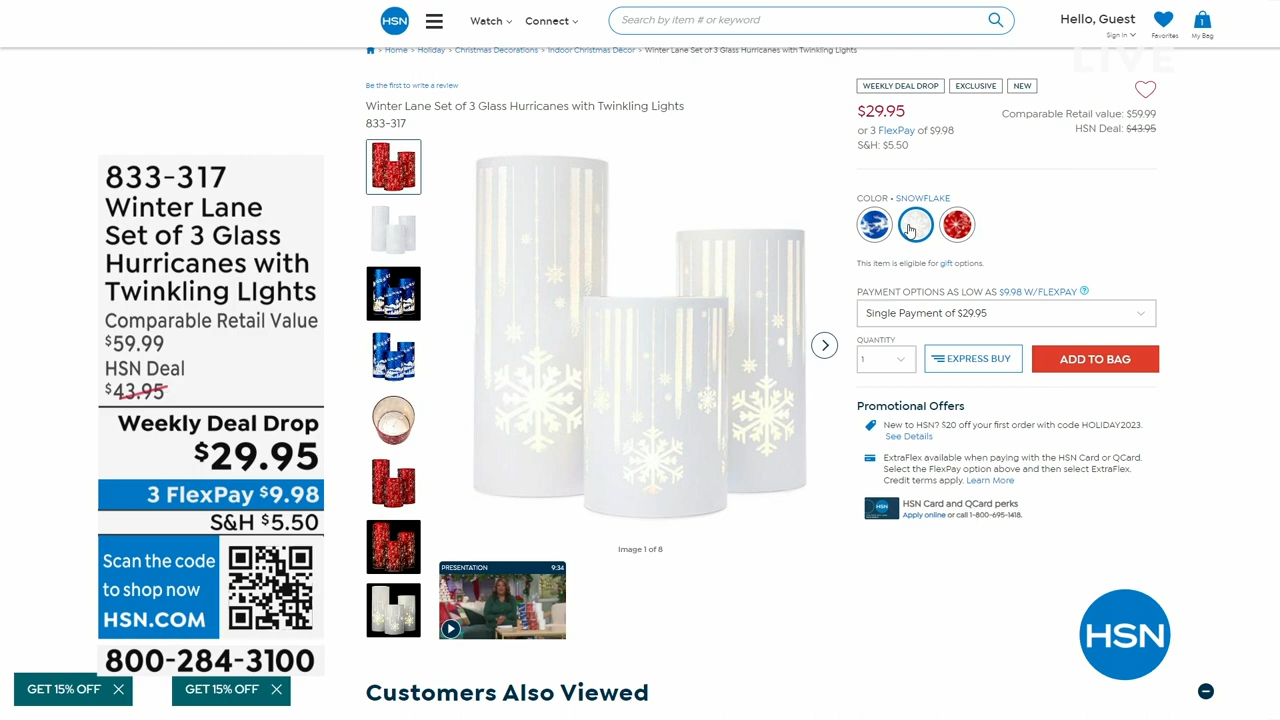 HSN
Watch
Connect
Search by item # or keyword
Hello, Guest
Sign In
Favorites
1
My Bag
LIVE
> Home > Holiday > Christmas Decorations > Indoor Christmas Décor > Winter Lane Set of 3 Glass Hurricanes with Twinkling Lights
Be the first to write a review
Winter Lane Set of 3 Glass Hurricanes with Twinkling Lights
833-317
WEEKLY DEAL DROP
EXCLUSIVE
NEW
$29.95
Comparable Retail value: $59.99
or 3 FlexPay of $9.98
HSN Deal: $43.95
S&H: $5.50
COLOR • SNOWFLAKE
This item is eligible for gift options.
PAYMENT OPTIONS AS LOW AS $9.98 W/FLEXPAY ?
Single Payment of $29.95
QUANTITY
1
EXPRESS BUY
ADD TO BAG
Promotional Offers
New to HSN? $20 off your first order with code HOLIDAY2023.
See Details
ExtraFlex available when paying with the HSN Card or QCard.
Select the FlexPay option above and then select ExtraFlex.
Credit terms apply. Learn More
HSN Card and QCard perks
Apply online or call 1-800-695-1418.
833-317
Winter Lane
Set of 3 Glass
Hurricanes with
Twinkling LIghts
Comparable Retail Value
$59.99
HSN Deal
$43.95
Weekly Deal Drop
$29.95
3 FlexPay $9.98
S&H $5.50
Scan the code
to shop now
HSN.COM
800-284-3100
GET 15% OFF
GET 15% OFF
Image 1 of 8
PRESENTATION
9:34
HSN
Customers Also Viewed